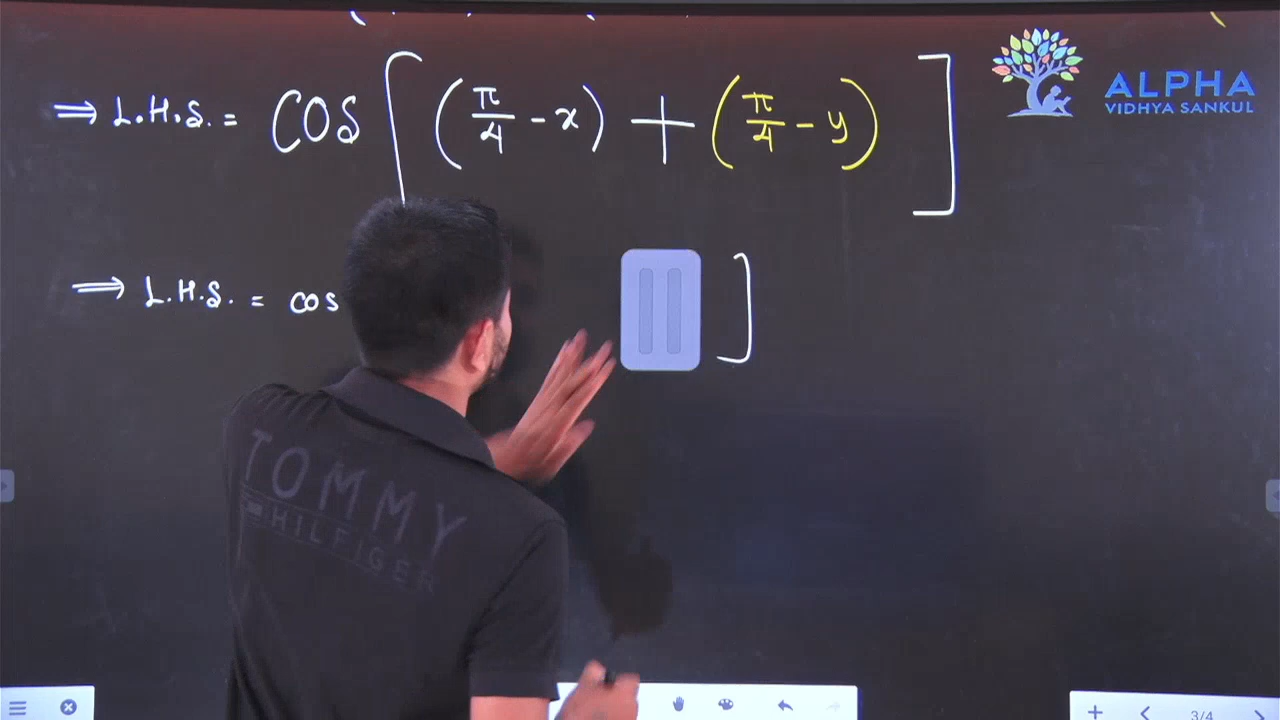 ⇒ L.H.S. = COS [ (π/4 - x) + (π/4 - y) ]
ALPHA
VIDHYA SANKUL
⇒ L.H.S. = cos ]
TOMMY
HILFIGER
3/4